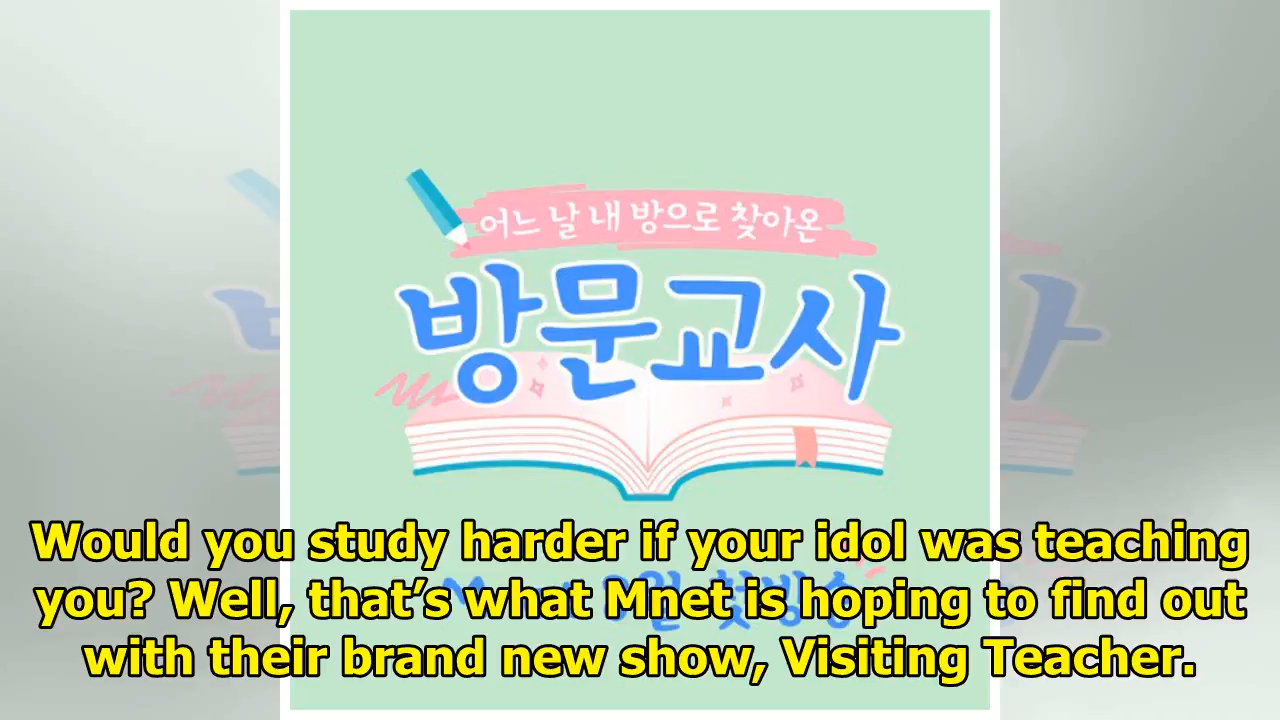 어느 날 내 방으로 찾아온
방문교사
Would you study harder if your idol was teaching
you? Well, that’s what Mnet is hoping to find out
with their brand new show, Visiting Teacher.